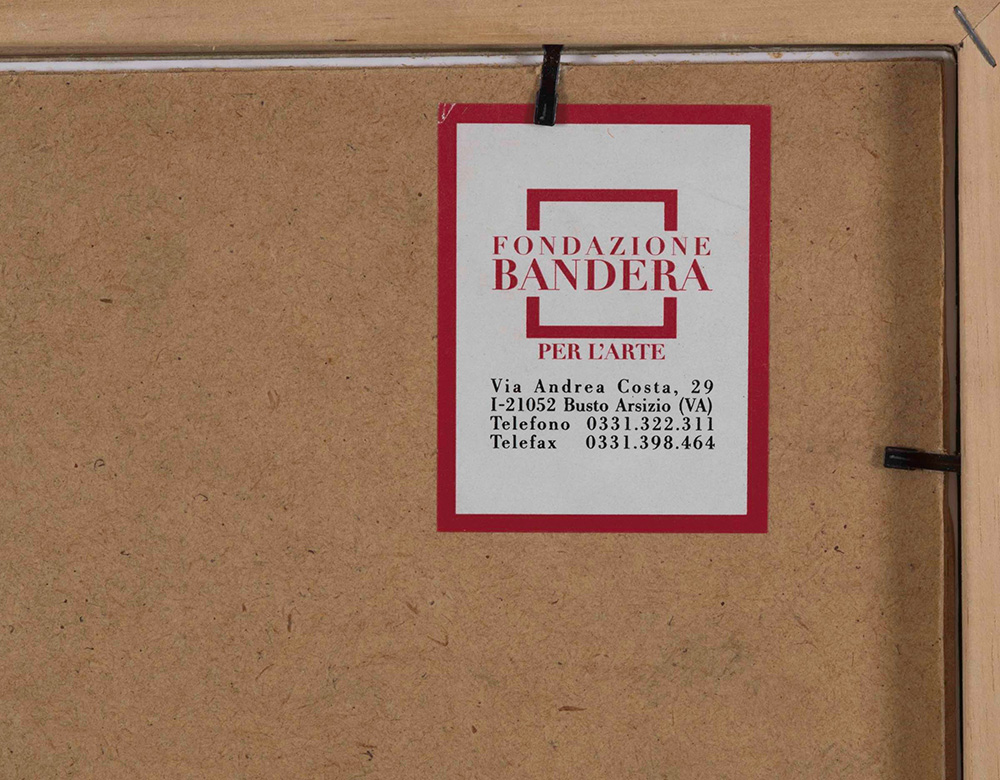 FONDAZIONE
BANDERA
PER L'ARTE
Via Andrea Costa, 29
I-21052 Busto Arsizio (VA)
Telefono 0331.322.311
Telefax 0331.398.464